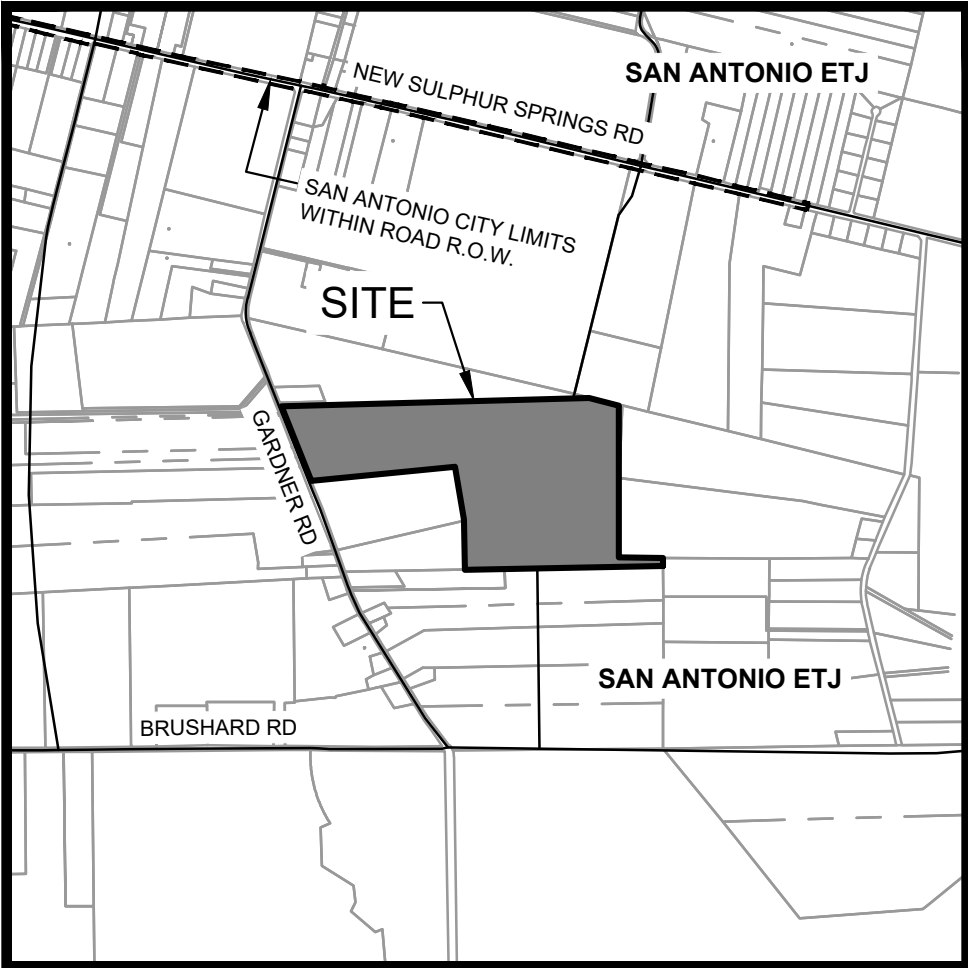 SAN ANTONIO ETJ
NEW SULPHUR SPRINGS RD
SAN ANTONIO CITY LIMITS
WITHIN ROAD R.O.W.
SITE
GARDNER RD
SAN ANTONIO ETJ
BRUSHARD RD